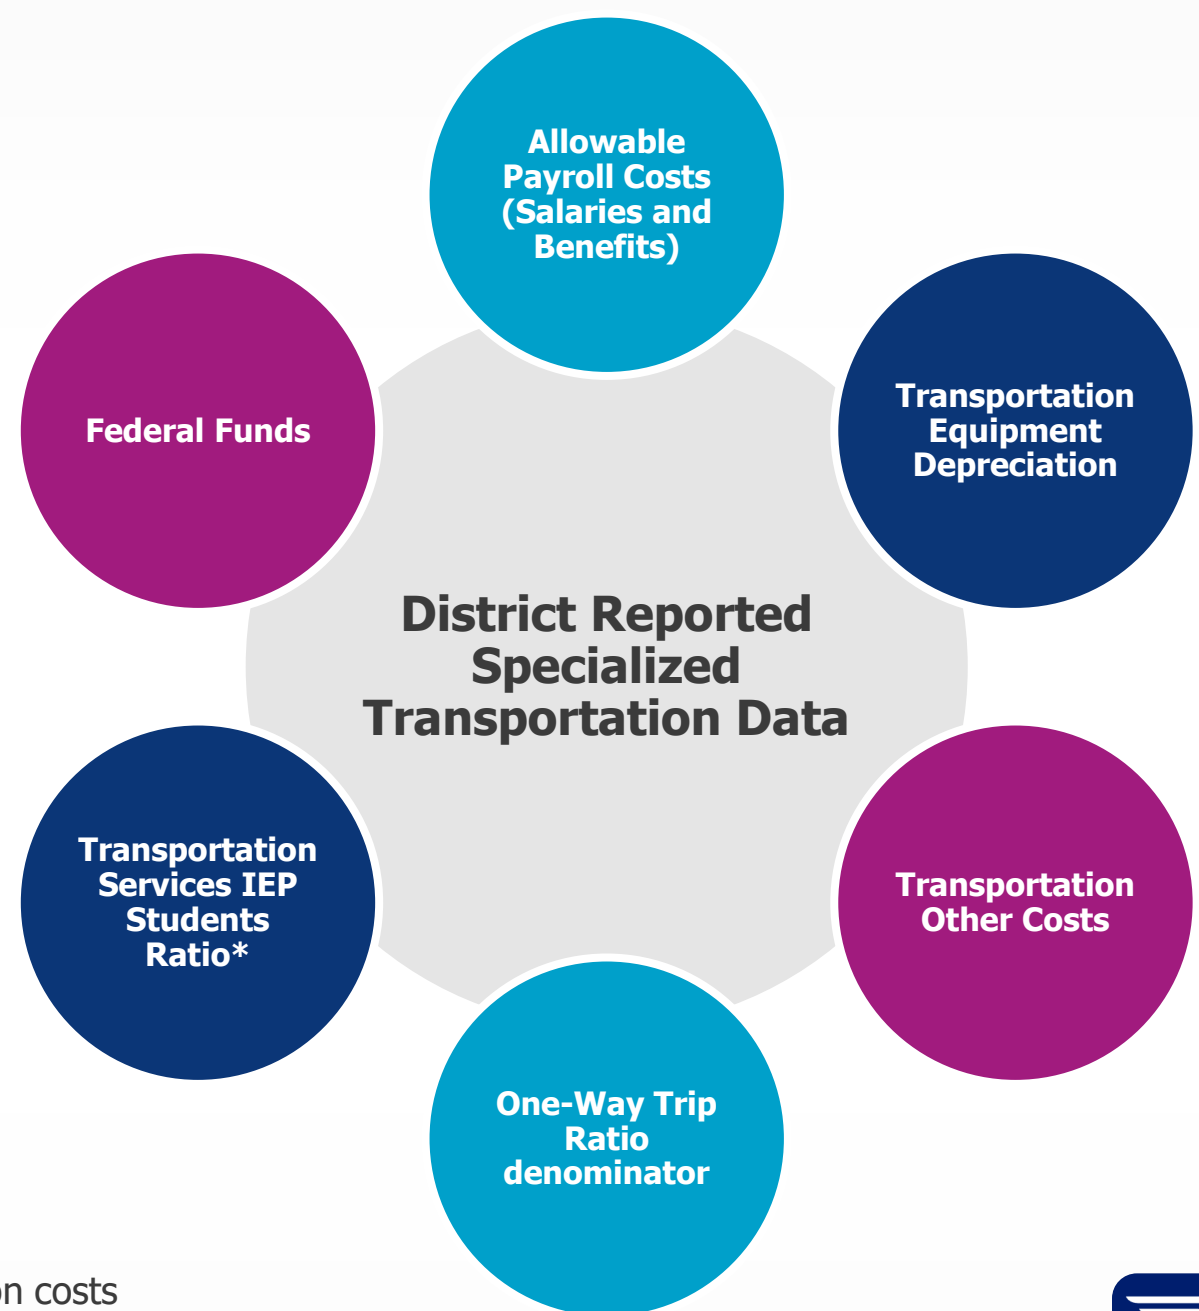 Allowable
Payroll Costs
(Salaries and
Benefits)
Federal Funds
Transportation
Equipment
Depreciation
District Reported
Specialized
Transportation Data
Transportation
Services IEP
Students
Ratio*
Transportation
Other Costs
One-Way Trip
Ratio
denominator
costs